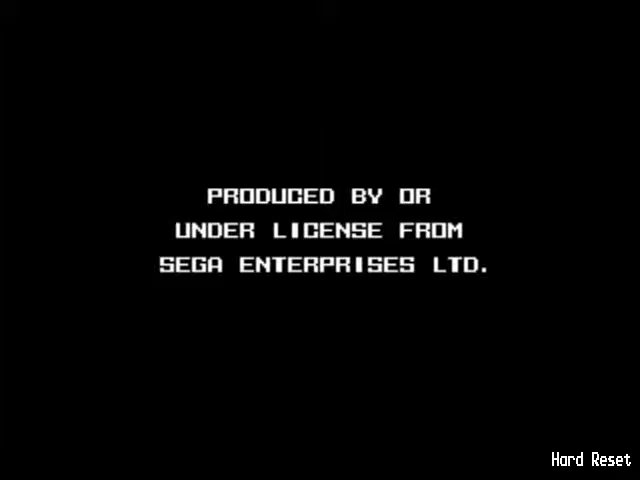 PRODUCED BY OR
UNDER LICENSE FROM
SEGA ENTERPRISES LTD.
Hard Reset